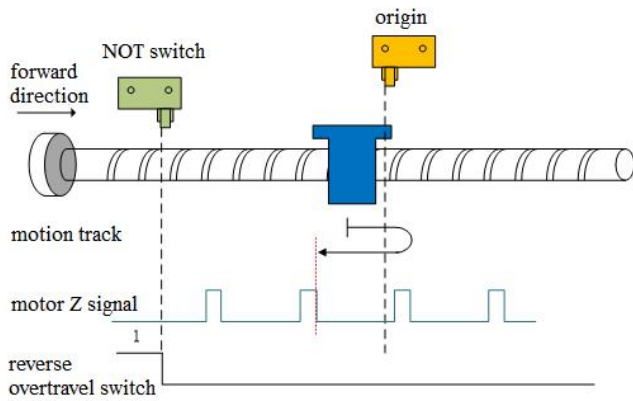 origin
NOT switch
forward
direction
motion track
motor Z signal
1
reverse
overtravel switch